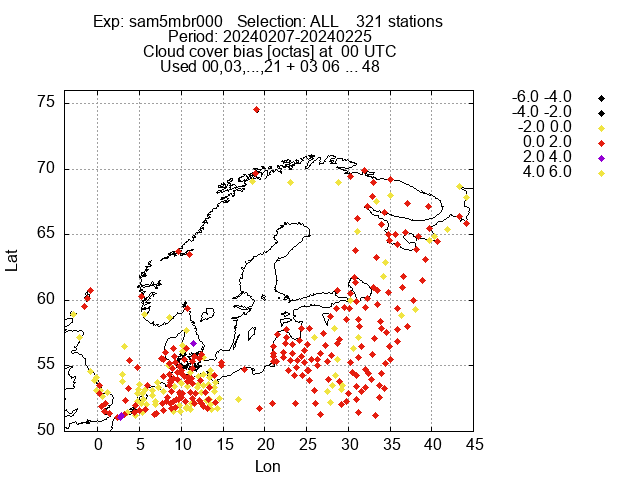 Exp: sam5mbr000 Selection: ALL 321 stations
Period: 20240207-20240225
Cloud cover bias [octas] at 00 UTC
Used 00,03,...,21 + 03 06 ... 48
-6.0 -4.0
-4.0 -2.0
-2.0 0.0
0.0 2.0
2.0 4.0
4.0 6.0
75
70
65
60
55
50
Lat
0 5 10 15 20 25 30 35 40 45
Lon